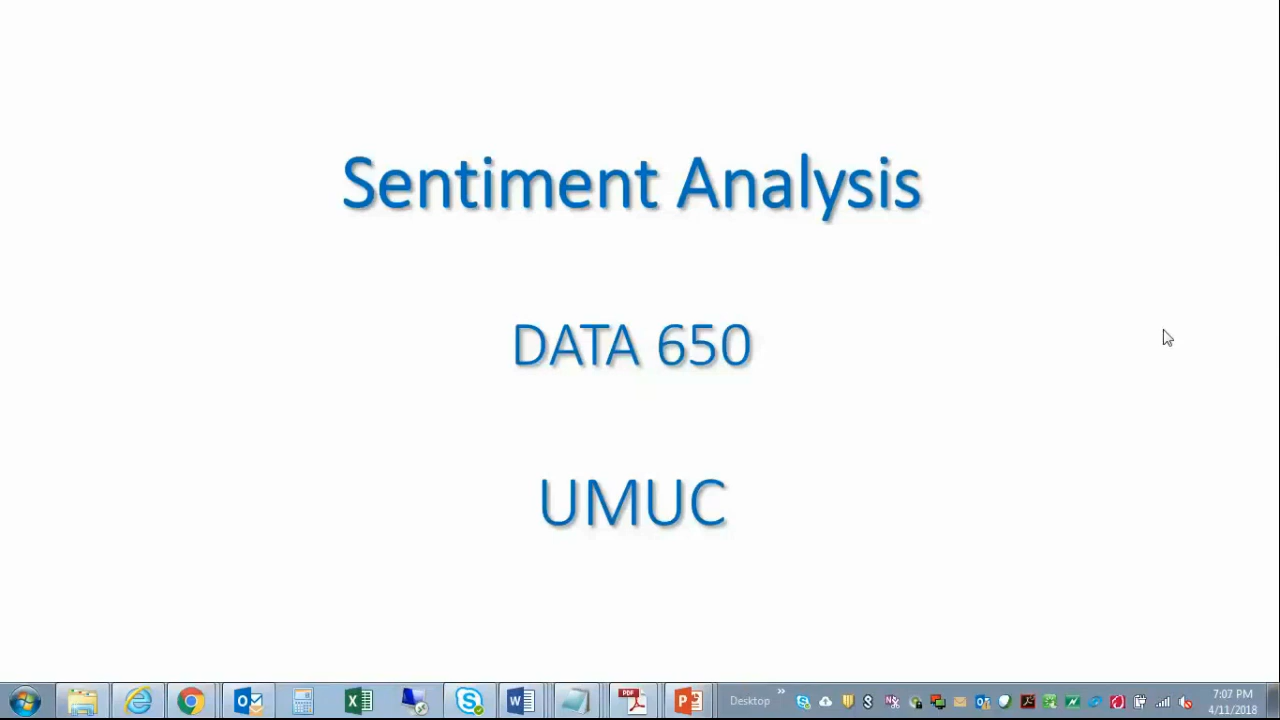 Sentiment Analysis
DATA 650
UMUC
Desktop
7:07 PM
4/11/2018